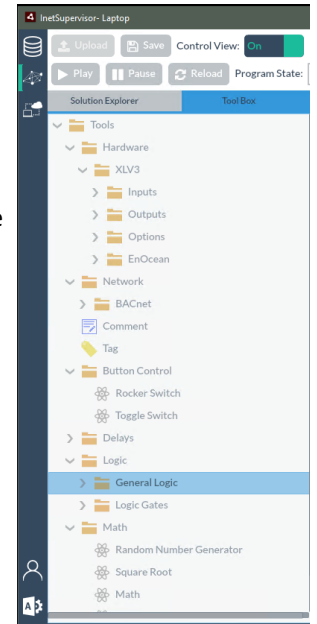 InetSupervisor- Laptop
Upload Save Control View: On
Play Pause Reload Program State:
Solution Explorer Tool Box
Tools
Hardware
XLV3
Inputs
e
Outputs
Options
EnOcean
Network
BACnet
Comment
Tag
Button Control
Rocker Switch
Toggle Switch
Delays
Logic
General Logic
Logic Gates
Math
Random Number Generator
Square Root
Math
A